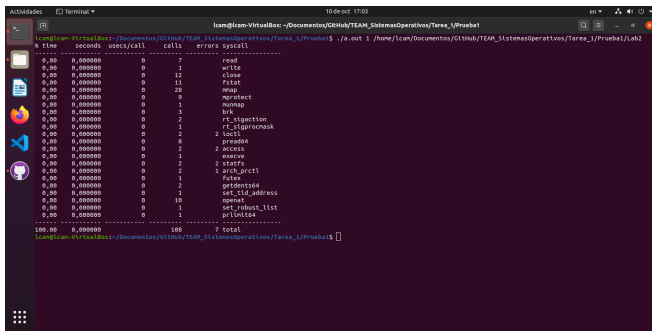 Actividades Terminal 10 de oct 17:03 en
lcam@lcam-VirtualBox: ~/Documentos/GitHub/TEAM_SistemasOperativos/Tarea_1/Prueba1
lcam@lcam-VirtualBox:~/Documentos/GitHub/TEAM_SistemasOperativos/Tarea_1/Prueba1$ ./a.out 1 /home/lcam/Documentos/GitHub/TEAM_SistemasOperativos/Tarea_1/Prueba1/Lab2
% time seconds usecs/call calls errors syscall
------ ----------- ----------- --------- --------- ----------------
0,00 0,000000 0 7 read
0,00 0,000000 0 1 write
0,00 0,000000 0 12 close
0,00 0,000000 0 11 fstat
0,00 0,000000 0 28 mmap
0,00 0,000000 0 9 mprotect
0,00 0,000000 0 1 munmap
0,00 0,000000 0 3 brk
0,00 0,000000 0 2 rt_sigaction
0,00 0,000000 0 1 rt_sigprocmask
0,00 0,000000 0 2 2 ioctl
0,00 0,000000 0 8 pread64
0,00 0,000000 0 2 2 access
0,00 0,000000 0 1 execve
0,00 0,000000 0 2 2 statfs
0,00 0,000000 0 2 1 arch_prctl
0,00 0,000000 0 1 futex
0,00 0,000000 0 2 getdents64
0,00 0,000000 0 1 set_tid_address
0,00 0,000000 0 10 openat
0,00 0,000000 0 1 set_robust_list
0,00 0,000000 0 1 prlimit64
------ ----------- ----------- --------- --------- ----------------
100.00 0,000000 108 7 total
lcam@lcam-VirtualBox:~/Documentos/GitHub/TEAM_SistemasOperativos/Tarea_1/Prueba1$